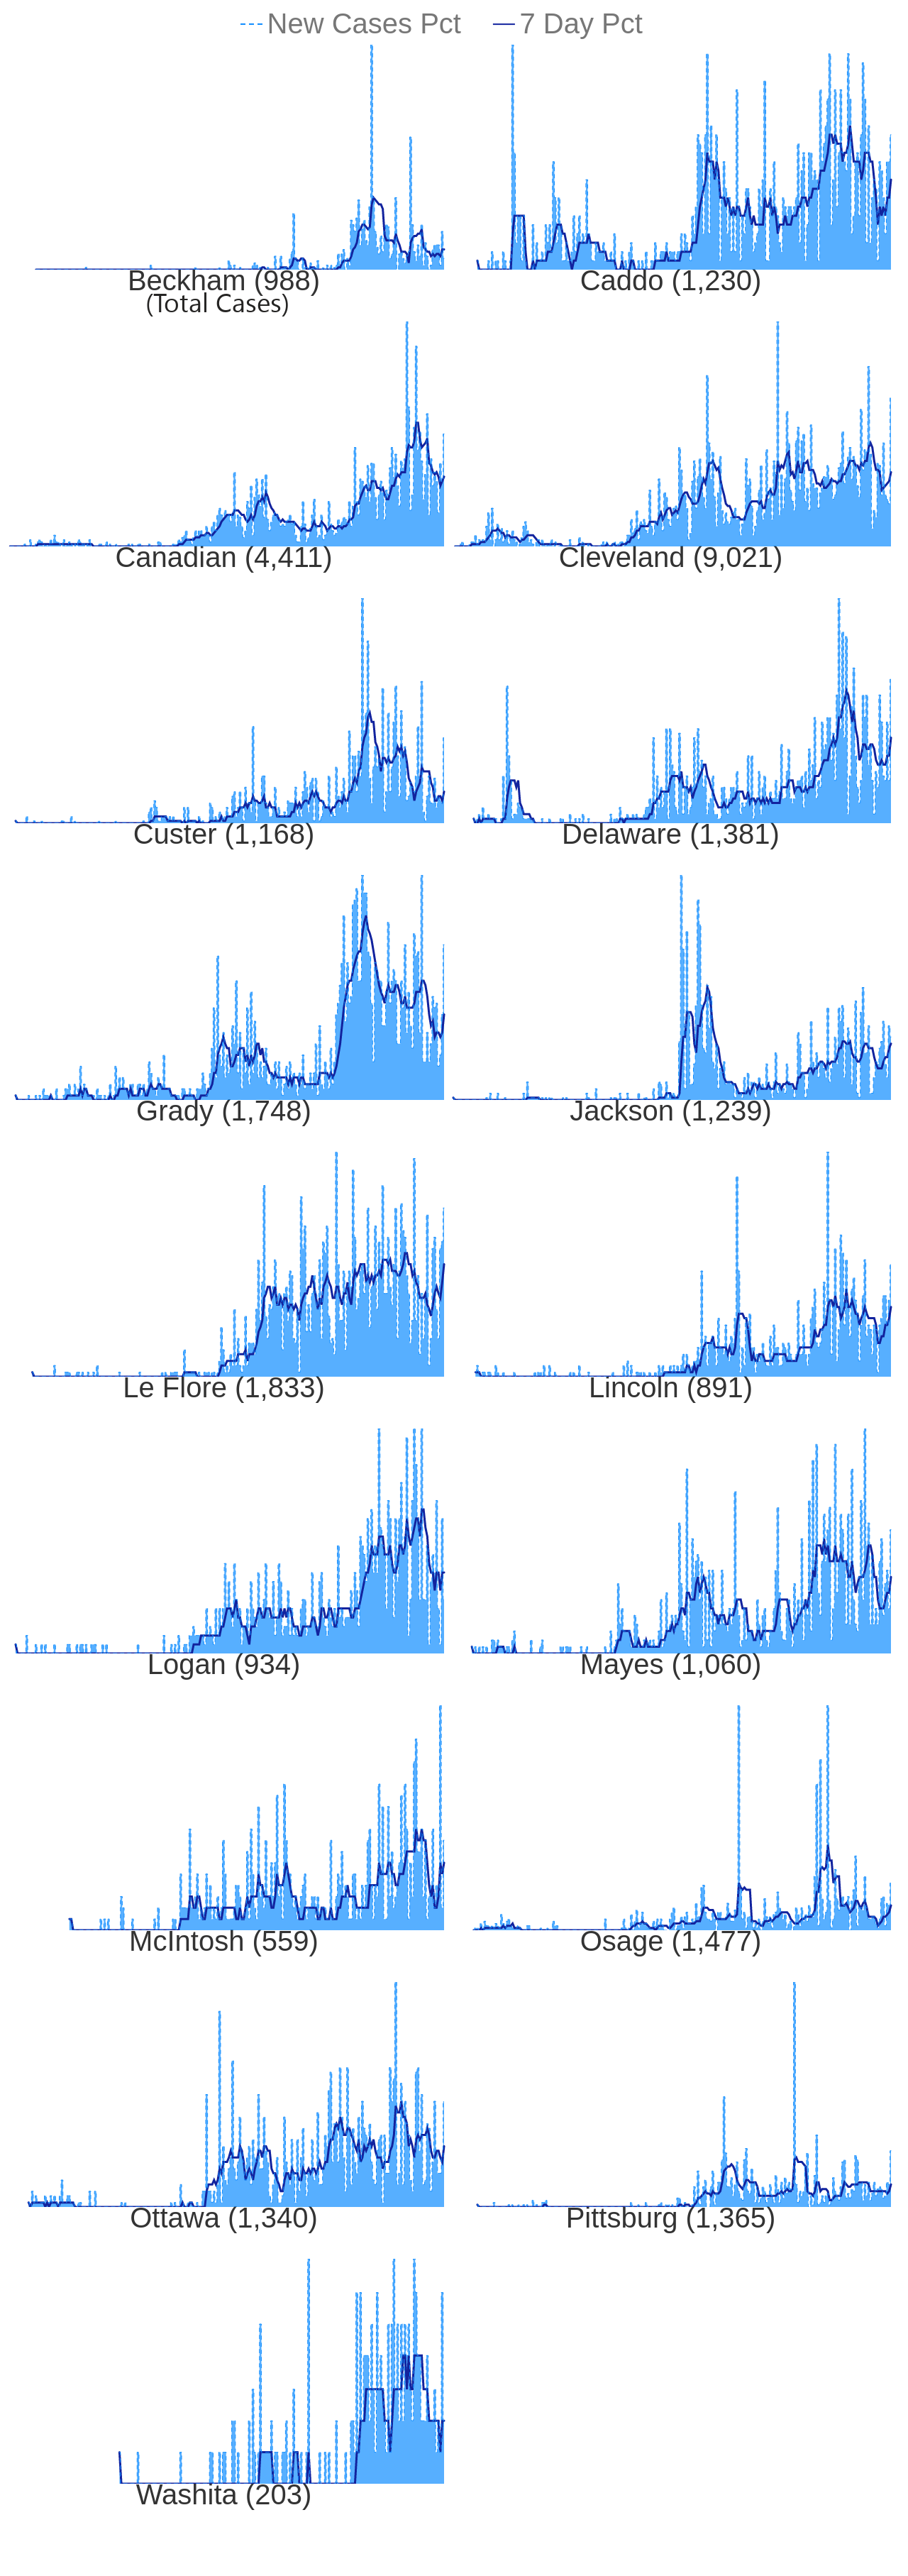 New Cases Pct 7 Day Pct
Beckham (988) Caddo (1,230)
(Total Cases)
Canadian (4,411) Cleveland (9,021)
Custer (1,168) Delaware (1,381)
Grady (1,748) Jackson (1,239)
Le Flore (1,833) Lincoln (891)
Logan (934) Mayes (1,060)
McIntosh (559) Osage (1,477)
Ottawa (1,340) Pittsburg (1,365)
Washita (203)